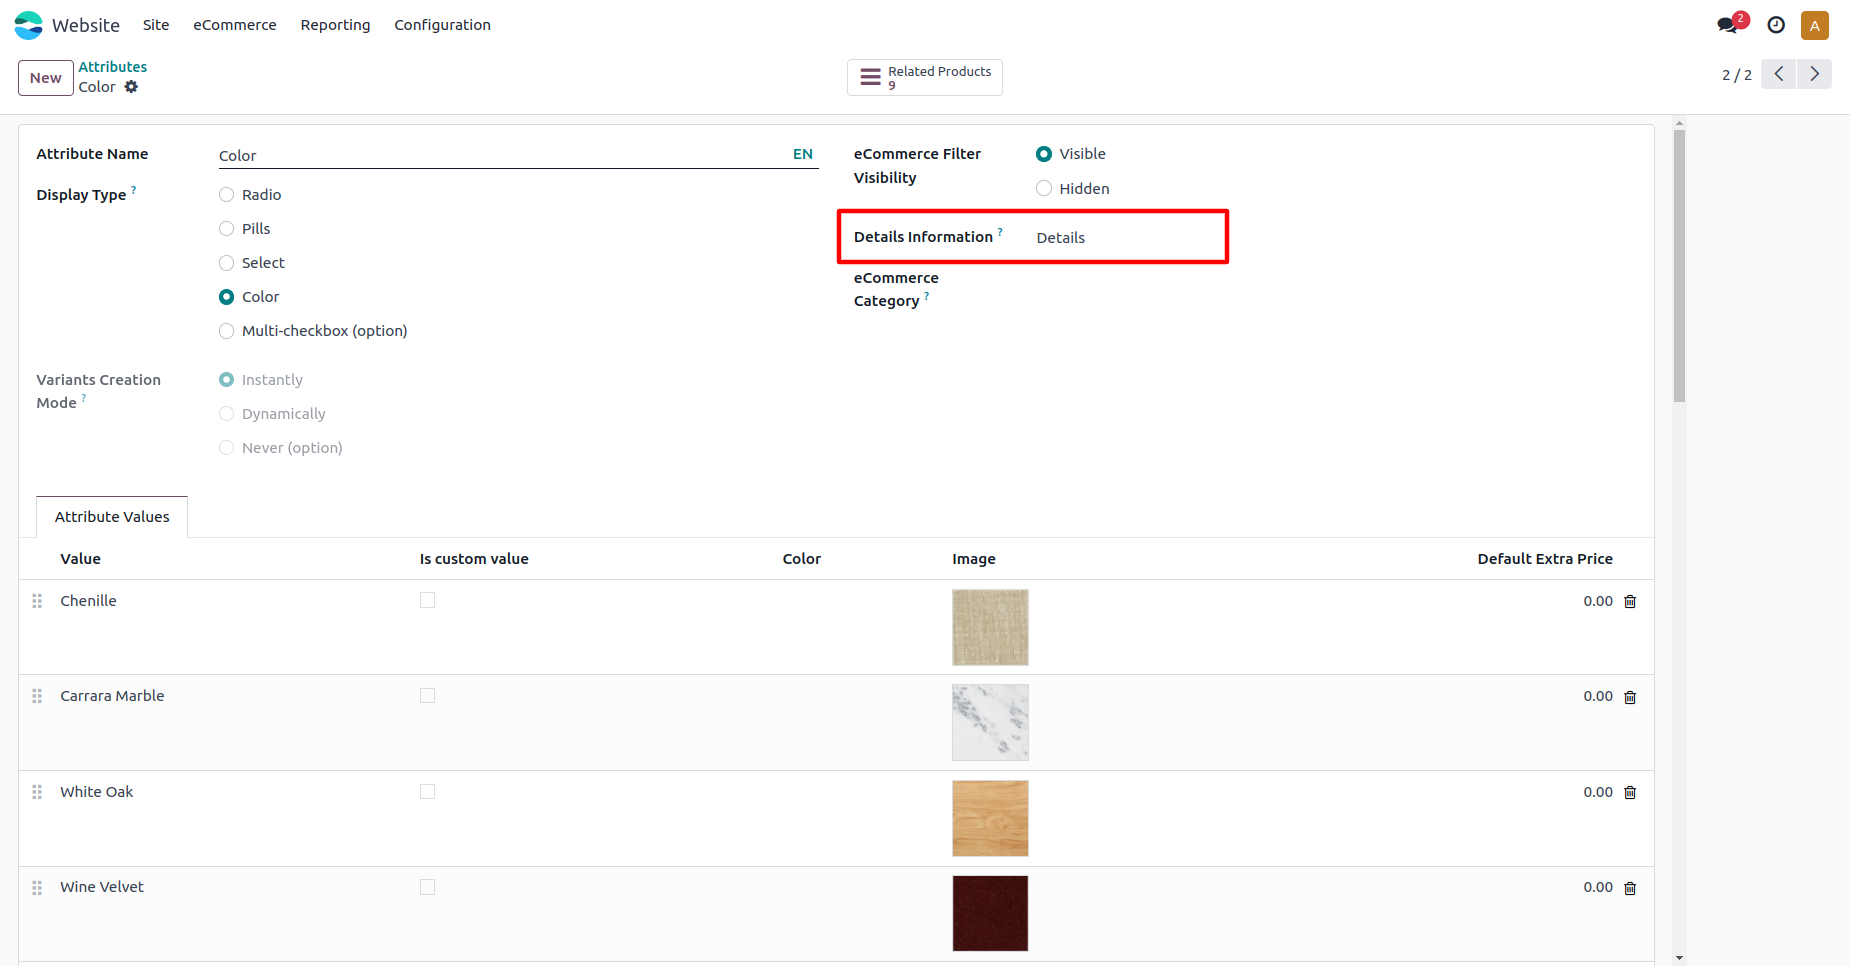 Website Site eCommerce Reporting Configuration 2 A
New Attributes
Color
Related Products
9
2 / 2
Attribute Name Color EN
Display Type ?
Radio
Pills
Select
Color
Multi-checkbox (option)
Variants Creation
Mode ?
Instantly
Dynamically
Never (option)
eCommerce Filter
Visibility
Visible
Hidden
Details Information ? Details
eCommerce
Category ?
Attribute Values
Value Is custom value Color Image Default Extra Price
Chenille 0.00
Carrara Marble 0.00
White Oak 0.00
Wine Velvet 0.00